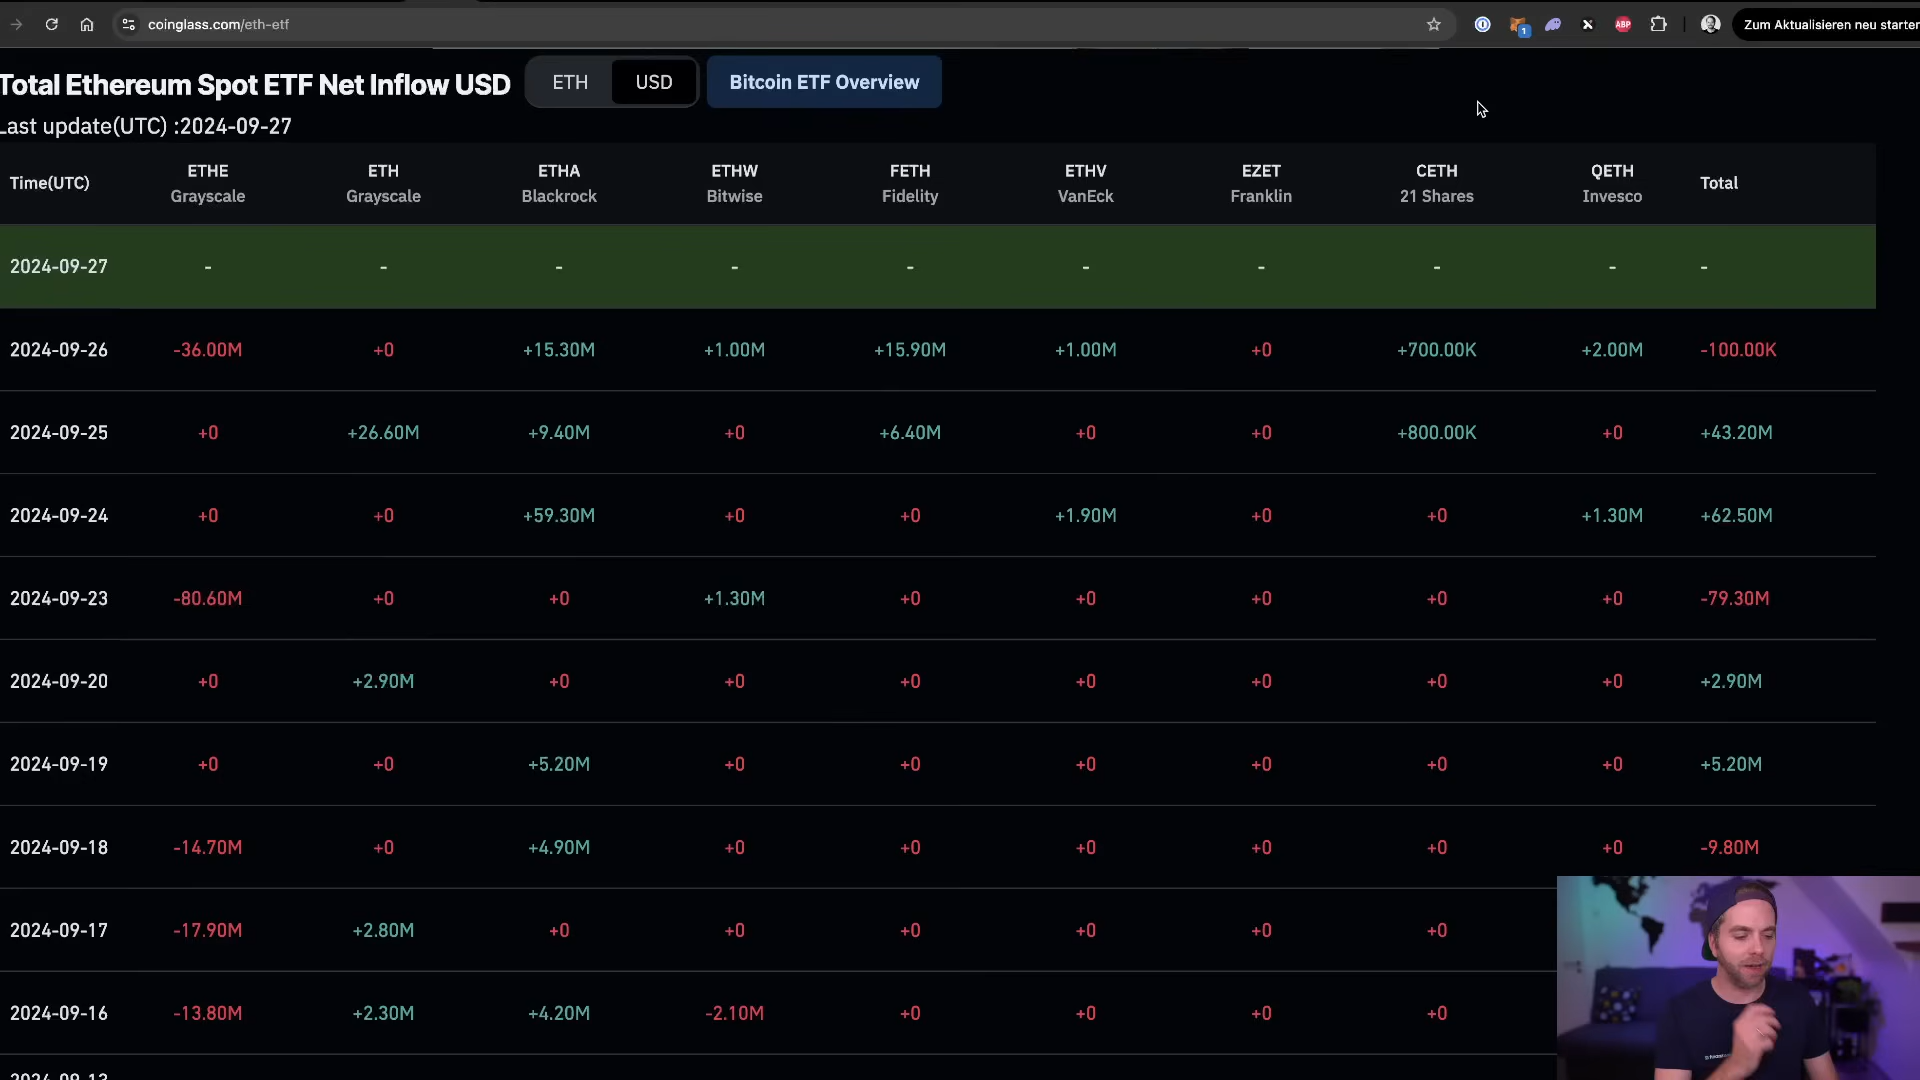 coinglass.com/eth-etf
1
ABP
Zum Aktualisieren neu starten
Total Ethereum Spot ETF Net Inflow USD ETH USD Bitcoin ETF Overview
Last update(UTC) :2024-09-27
Time(UTC) ETHE ETH ETHA ETHW FETH ETHV EZET CETH QETH Total
Grayscale Grayscale Blackrock Bitwise Fidelity VanEck Franklin 21 Shares Invesco
2024-09-27 - - - - - - - - - -
2024-09-26 -36.00M +0 +15.30M +1.00M +15.90M +1.00M +0 +700.00K +2.00M -100.00K
2024-09-25 +0 +26.60M +9.40M +0 +6.40M +0 +0 +800.00K +0 +43.20M
2024-09-24 +0 +0 +59.30M +0 +0 +1.90M +0 +0 +1.30M +62.50M
2024-09-23 -80.60M +0 +0 +1.30M +0 +0 +0 +0 +0 -79.30M
2024-09-20 +0 +2.90M +0 +0 +0 +0 +0 +0 +0 +2.90M
2024-09-19 +0 +0 +5.20M +0 +0 +0 +0 +0 +0 +5.20M
2024-09-18 -14.70M +0 +4.90M +0 +0 +0 +0 +0 +0 -9.80M
2024-09-17 -17.90M +2.80M +0 +0 +0 +0 +0 +0
2024-09-16 -13.80M +2.30M +4.20M -2.10M +0 +0 +0 +0
2024-09-13